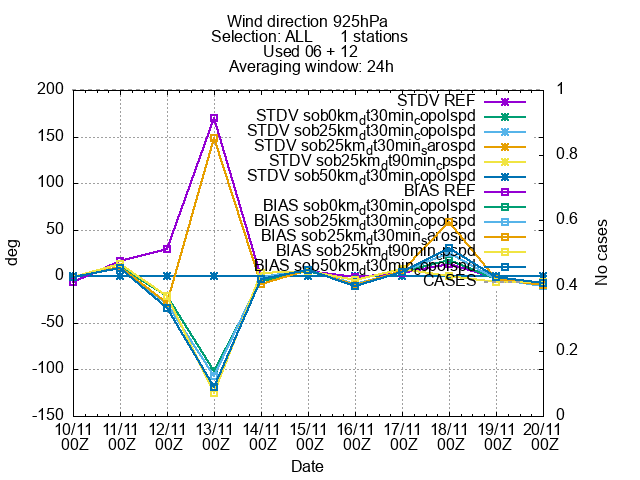 Wind direction 925hPa
Selection: ALL 1 stations
Used 06 + 12
Averaging window: 24h
200
150
100
50
0
-50
-100
-150
deg
1
0.8
0.6
0.4
0.2
0
No cases
STDV REF
STDV sob0km_dt30min_copolspd
STDV sob25km_dt30min_copolspd
STDV sob25km_dt30min_sarospd
STDV sob25km_dt90min_cpspd
STDV sob50km_dt30min_copolspd
BIAS REF
BIAS sob0km_dt30min_copolspd
BIAS sob25km_dt30min_copolspd
BIAS sob25km_dt30min_arospd
BIAS sob25km_dt90min_cpspd
BIAS sob50km_dt30min_copolspd
CASES
10/11 11/11 12/11 13/11 14/11 15/11 16/11 17/11 18/11 19/11 20/11
00Z 00Z 00Z 00Z 00Z 00Z 00Z 00Z 00Z 00Z 00Z
Date